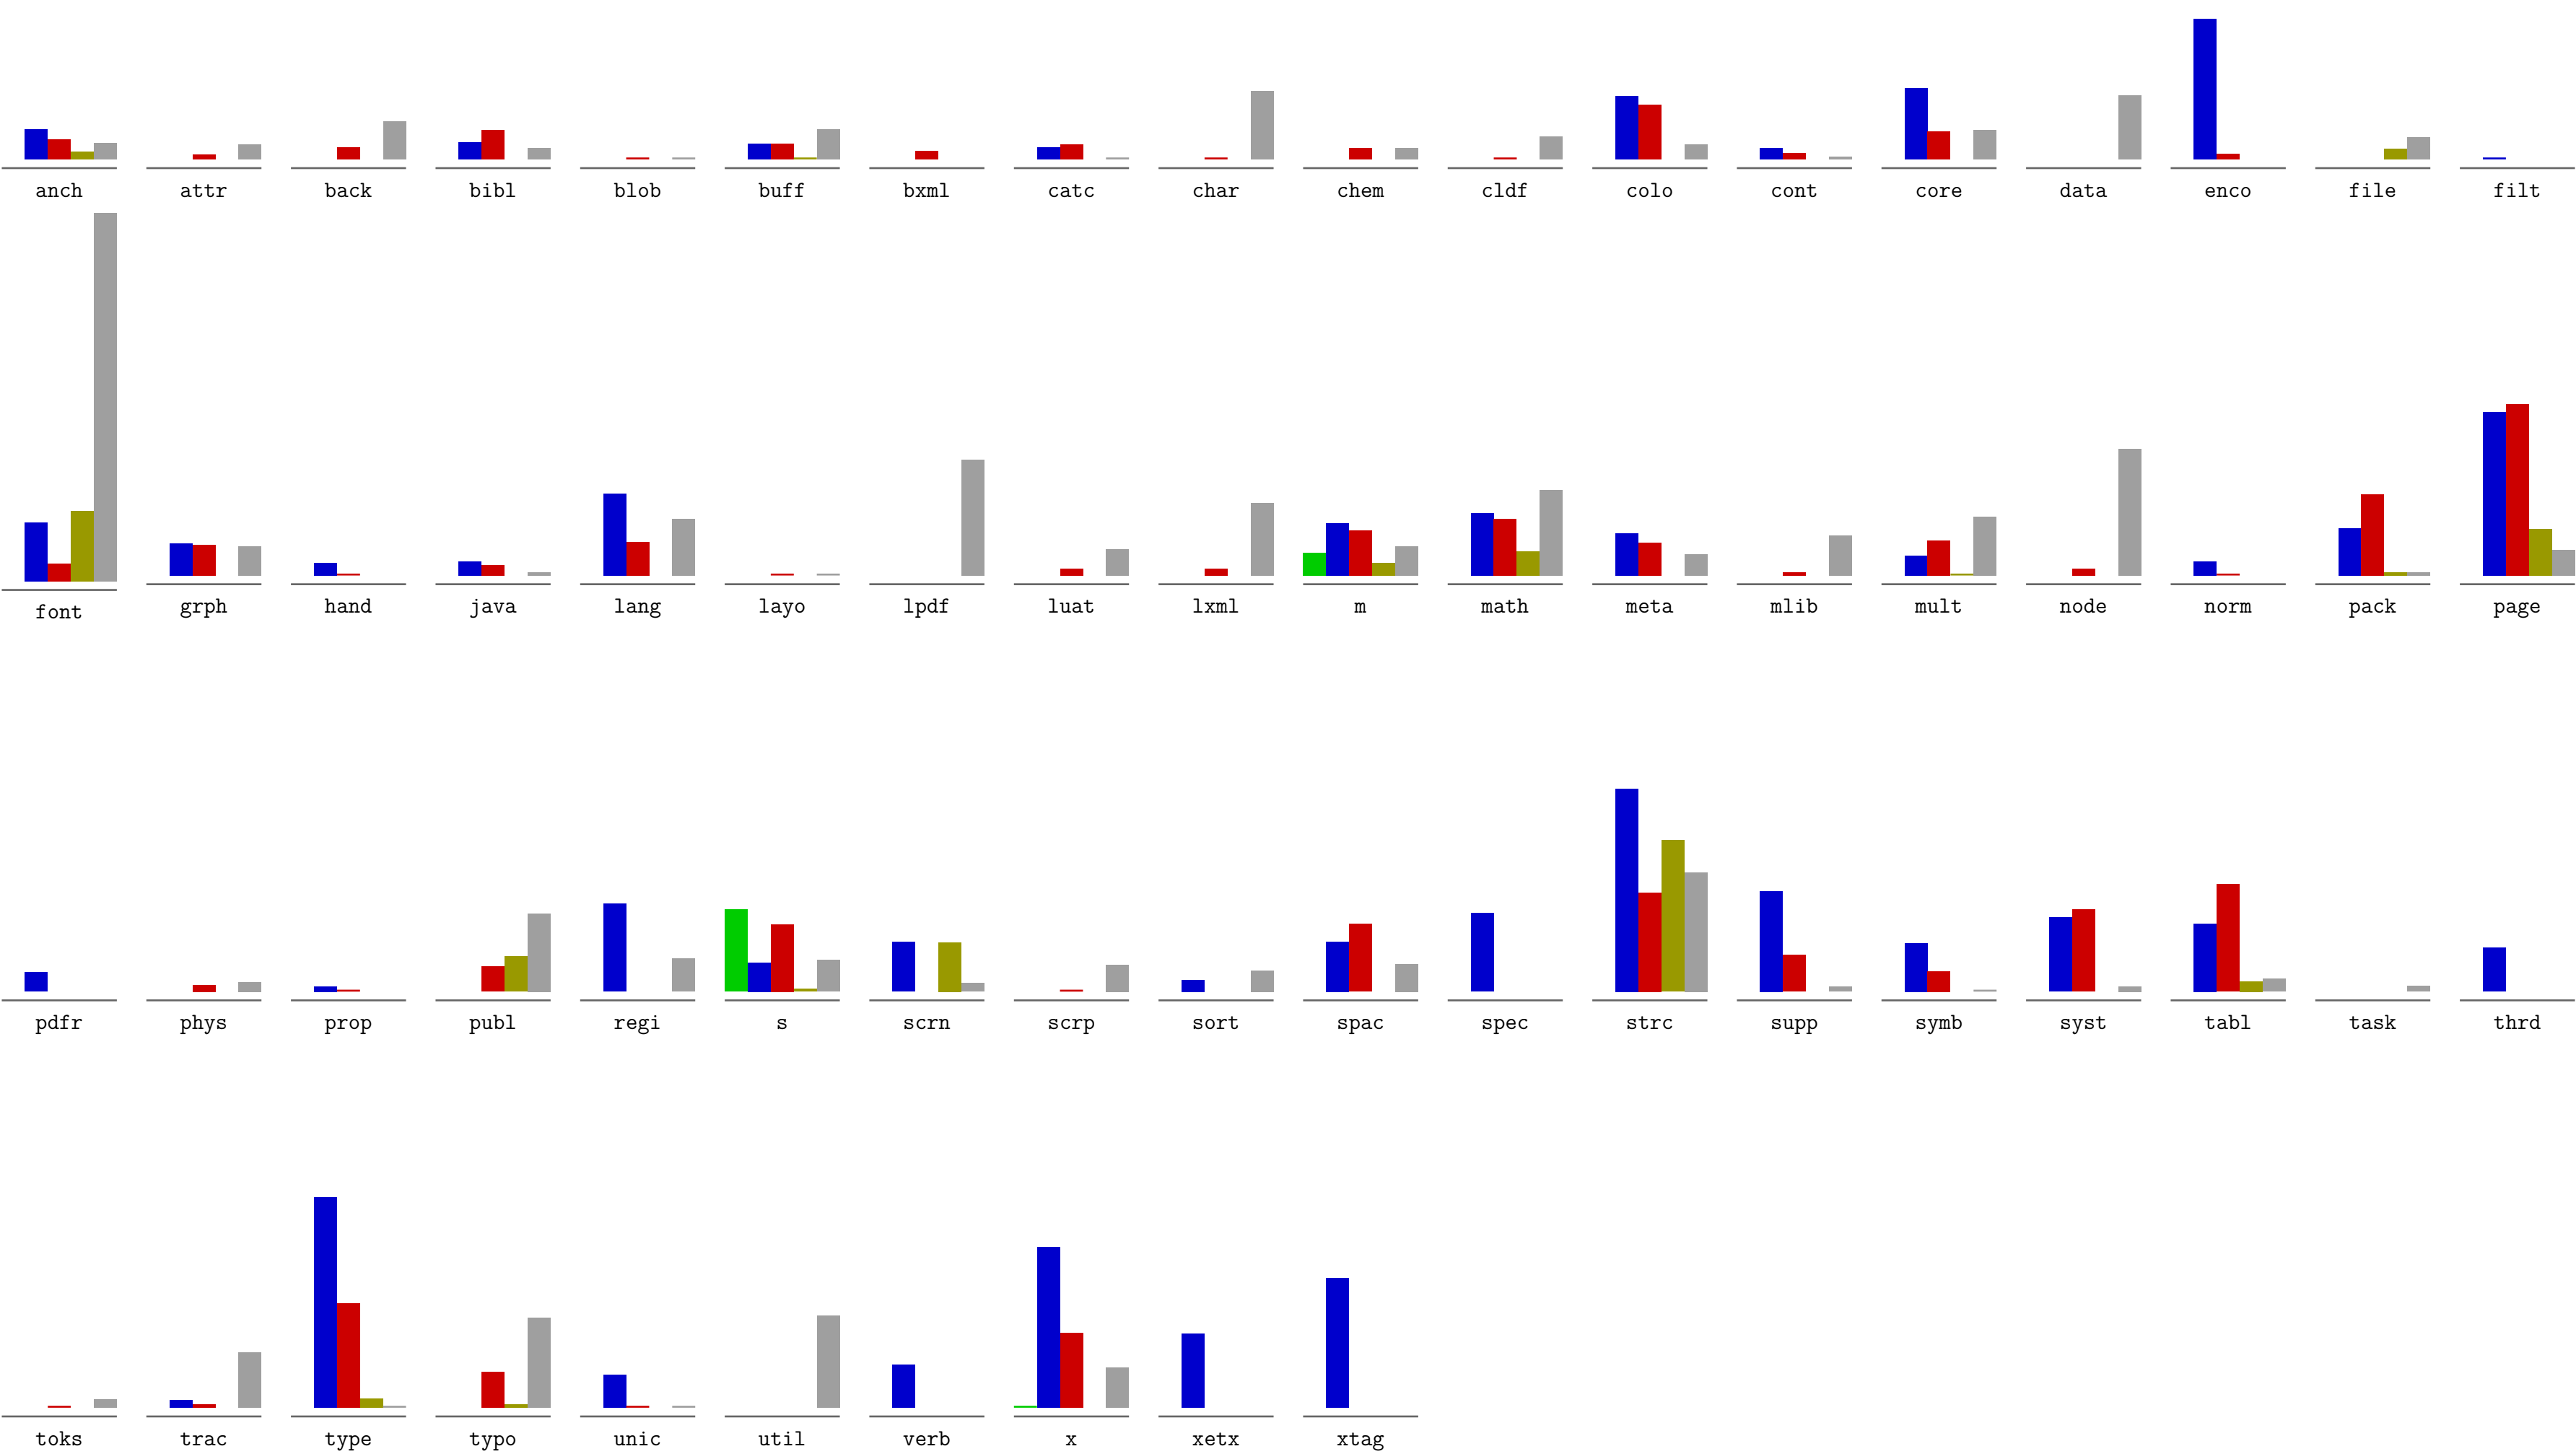 anch attr back bibl blob buff bxml catc char chem cldf colo cont core data enco file filt
font grph hand java lang layo lpdf luat lxml m math meta mlib mult node norm pack page
pdfr phys prop publ regi s scrn scrp sort spac spec strc supp symb syst tabl task thrd
toks trac type typo unic util verb x xetx xtag